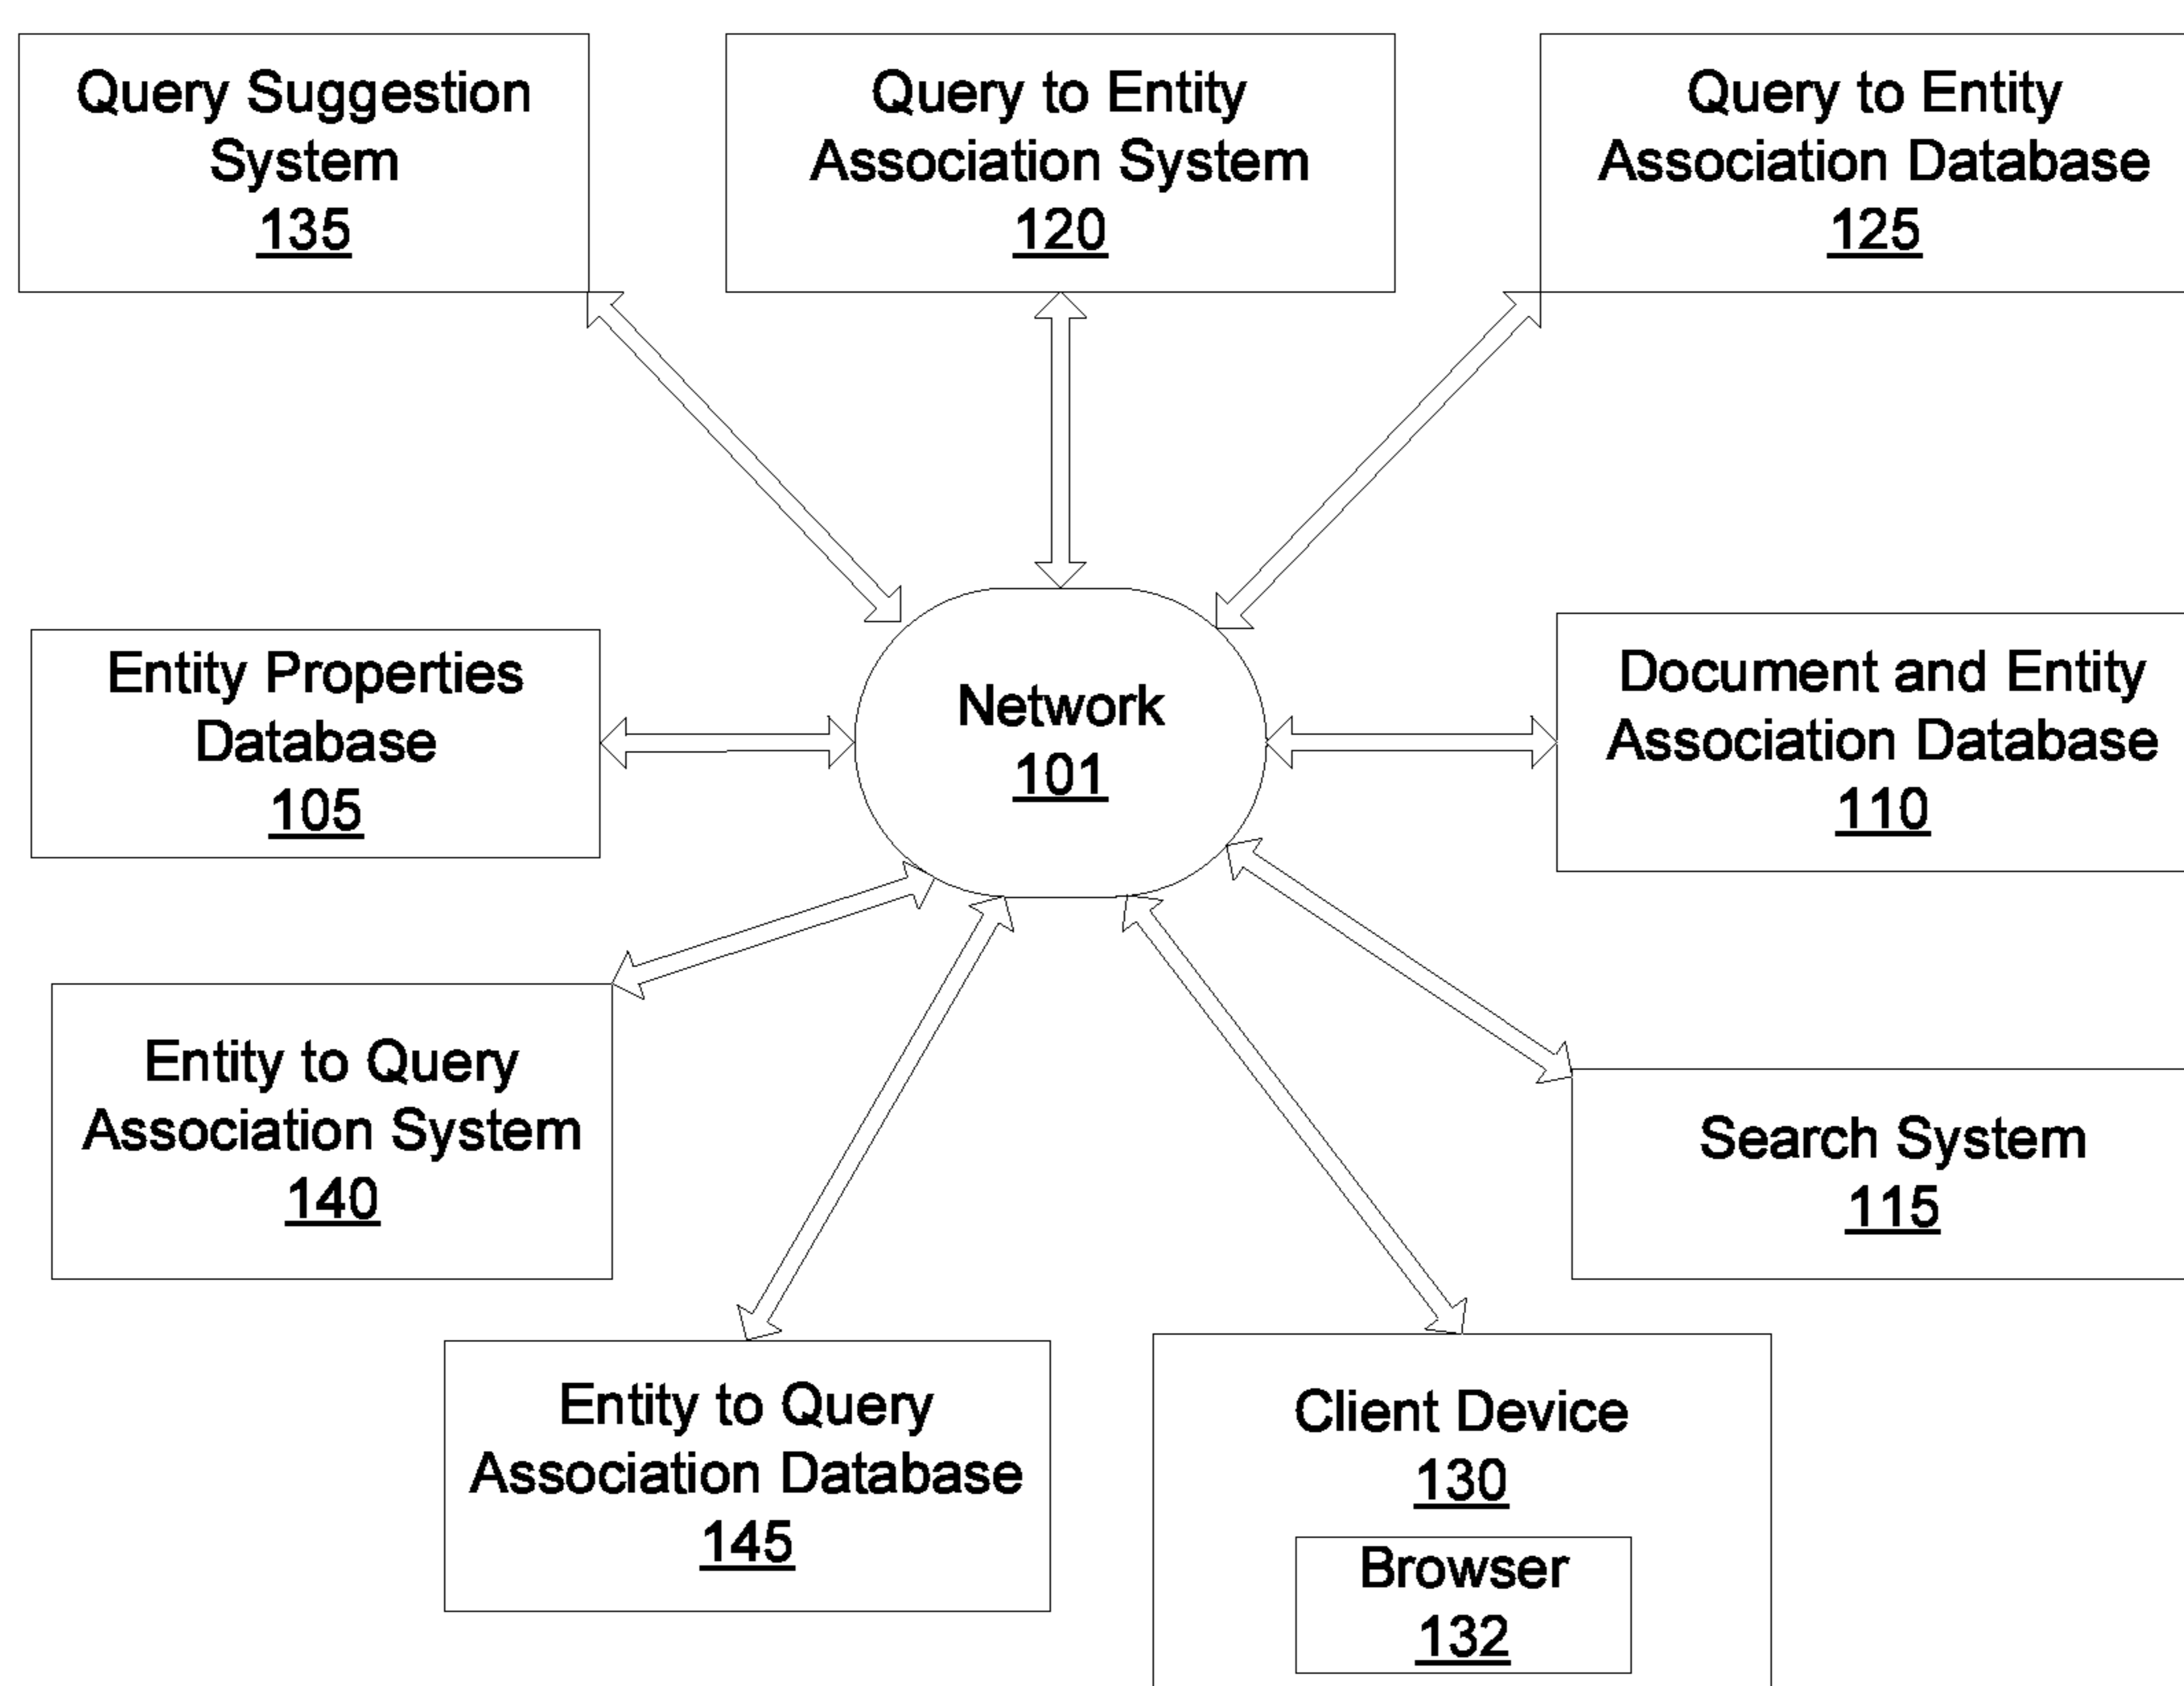 Query Suggestion
System
135
Query to Entity
Association System
120
Query to Entity
Association Database
125
Entity Properties
Database
105
Network
101
Document and Entity
Association Database
110
Entity to Query
Association System
140
Search System
115
Entity to Query
Association Database
145
Client Device
130
Browser
132